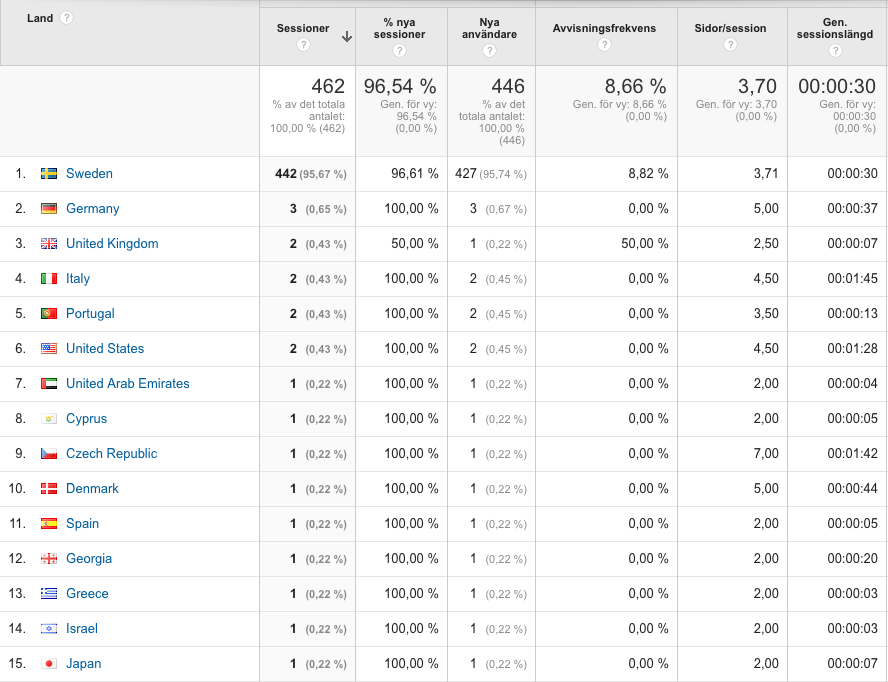 Land ? Sessioner ? % nya sessioner ? Nya användare ? Avvisningsfrekvens ? Sidor/session ? Gen. sessionslängd ?
462 96,54 % 446 8,66 % 3,70 00:00:30
% av det totala antalet: 100,00 % (462) Gen. för vy: 96,54 % (0,00 %) % av det totala antalet: 100,00 % (446) Gen. för vy: 8,66 % (0,00 %) Gen. för vy: 3,70 (0,00 %) Gen. för vy: 00:00:30 (0,00 %)
1. Sweden 442 (95,67 %) 96,61 % 427 (95,74 %) 8,82 % 3,71 00:00:30
2. Germany 3 (0,65 %) 100,00 % 3 (0,67 %) 0,00 % 5,00 00:00:37
3. United Kingdom 2 (0,43 %) 50,00 % 1 (0,22 %) 50,00 % 2,50 00:00:07
4. Italy 2 (0,43 %) 100,00 % 2 (0,45 %) 0,00 % 4,50 00:01:45
5. Portugal 2 (0,43 %) 100,00 % 2 (0,45 %) 0,00 % 3,50 00:00:13
6. United States 2 (0,43 %) 100,00 % 2 (0,45 %) 0,00 % 4,50 00:01:28
7. United Arab Emirates 1 (0,22 %) 100,00 % 1 (0,22 %) 0,00 % 2,00 00:00:04
8. Cyprus 1 (0,22 %) 100,00 % 1 (0,22 %) 0,00 % 2,00 00:00:05
9. Czech Republic 1 (0,22 %) 100,00 % 1 (0,22 %) 0,00 % 7,00 00:01:42
10. Denmark 1 (0,22 %) 100,00 % 1 (0,22 %) 0,00 % 5,00 00:00:44
11. Spain 1 (0,22 %) 100,00 % 1 (0,22 %) 0,00 % 2,00 00:00:05
12. Georgia 1 (0,22 %) 100,00 % 1 (0,22 %) 0,00 % 2,00 00:00:20
13. Greece 1 (0,22 %) 100,00 % 1 (0,22 %) 0,00 % 2,00 00:00:03
14. Israel 1 (0,22 %) 100,00 % 1 (0,22 %) 0,00 % 2,00 00:00:03
15. Japan 1 (0,22 %) 100,00 % 1 (0,22 %) 0,00 % 2,00 00:00:07